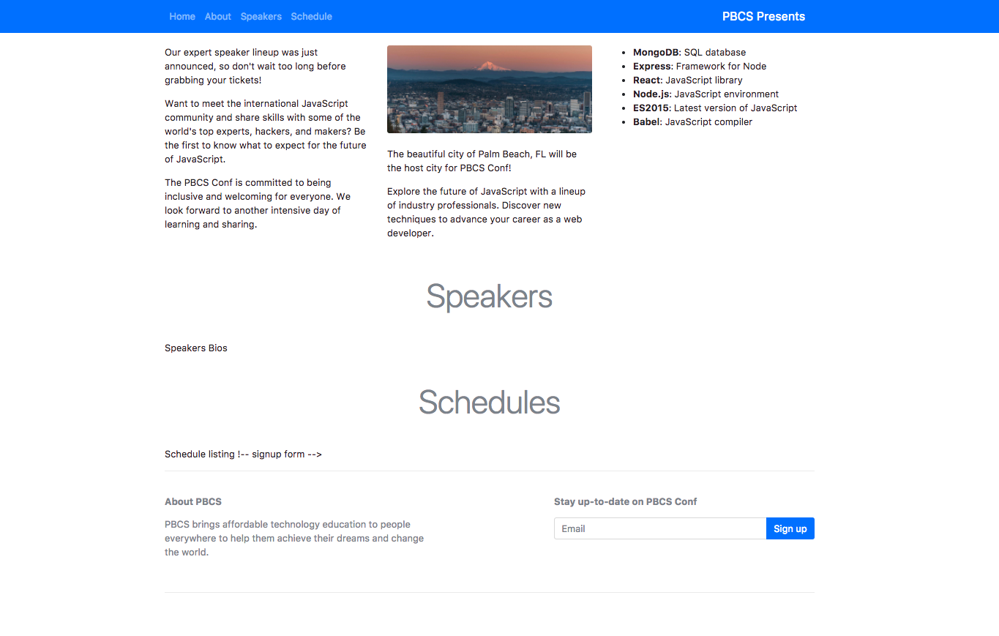 Home About Speakers Schedule PBCS Presents
Our expert speaker lineup was just
announced, so don't wait too long before
grabbing your tickets!
Want to meet the international JavaScript
community and share skills with some of the
world's top experts, hackers, and makers? Be
the first to know what to expect for the future
of JavaScript.
The PBCS Conf is committed to being
inclusive and welcoming for everyone. We
look forward to another intensive day of
learning and sharing.
The beautiful city of Palm Beach, FL will be
the host city for PBCS Conf!
Explore the future of JavaScript with a lineup
of industry professionals. Discover new
techniques to advance your career as a web
developer.
• MongoDB: SQL database
• Express: Framework for Node
• React: JavaScript library
• Node.js: JavaScript environment
• ES2015: Latest version of JavaScript
• Babel: JavaScript compiler
Speakers
Speakers Bios
Schedules
Schedule listing !-- signup form -->
About PBCS
PBCS brings affordable technology education to people
everywhere to help them achieve their dreams and change
the world.
Stay up-to-date on PBCS Conf
Email Sign up